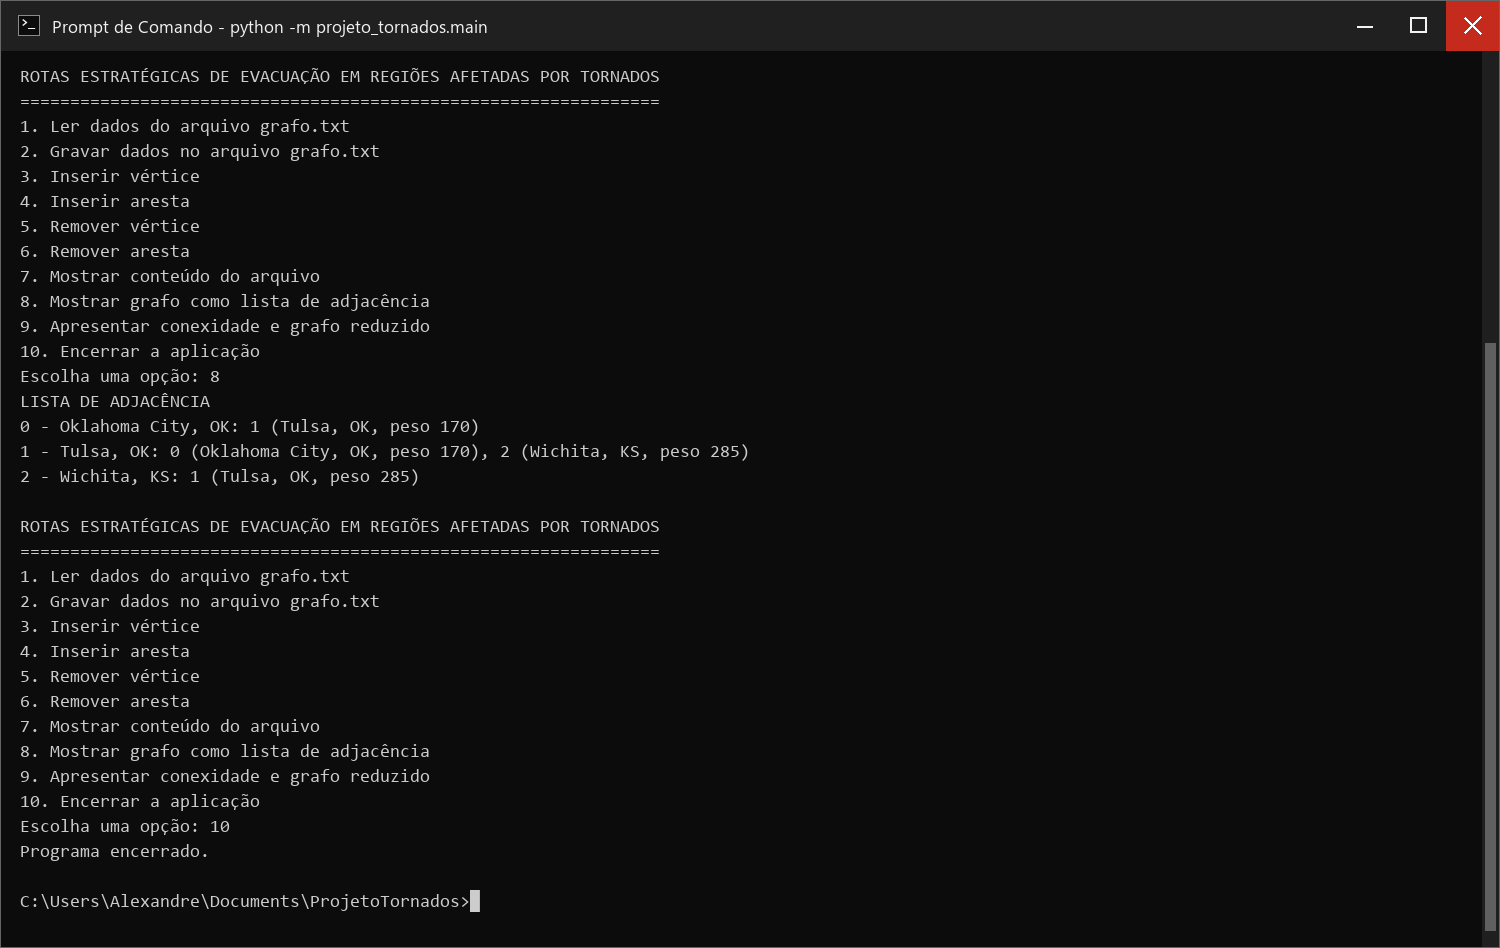 Prompt de Comando - python -m projeto_tornados.main
ROTAS ESTRATÉGICAS DE EVACUAÇÃO EM REGIÕES AFETADAS POR TORNADOS
================================================================
1. Ler dados do arquivo grafo.txt
2. Gravar dados no arquivo grafo.txt
3. Inserir vértice
4. Inserir aresta
5. Remover vértice
6. Remover aresta
7. Mostrar conteúdo do arquivo
8. Mostrar grafo como lista de adjacência
9. Apresentar conexidade e grafo reduzido
10. Encerrar a aplicação
Escolha uma opção: 8
LISTA DE ADJACÊNCIA
0 - Oklahoma City, OK: 1 (Tulsa, OK, peso 170)
1 - Tulsa, OK: 0 (Oklahoma City, OK, peso 170), 2 (Wichita, KS, peso 285)
2 - Wichita, KS: 1 (Tulsa, OK, peso 285)

ROTAS ESTRATÉGICAS DE EVACUAÇÃO EM REGIÕES AFETADAS POR TORNADOS
================================================================
1. Ler dados do arquivo grafo.txt
2. Gravar dados no arquivo grafo.txt
3. Inserir vértice
4. Inserir aresta
5. Remover vértice
6. Remover aresta
7. Mostrar conteúdo do arquivo
8. Mostrar grafo como lista de adjacência
9. Apresentar conexidade e grafo reduzido
10. Encerrar a aplicação
Escolha uma opção: 10
Programa encerrado.

C:\Users\Alexandre\Documents\ProjetoTornados>